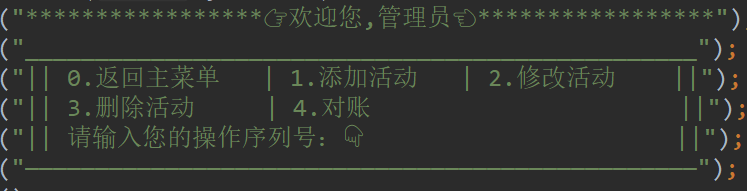 ("*****************👉欢迎您,管理员👈*****************")
("________________________________________________");
("|| 0.返回主菜单   | 1.添加活动   | 2.修改活动    ||");
("|| 3.删除活动     | 4.对账                      ||");
("|| 请输入您的操作序列号: 👇                      ||");
("————————————————————————————————————————————————");